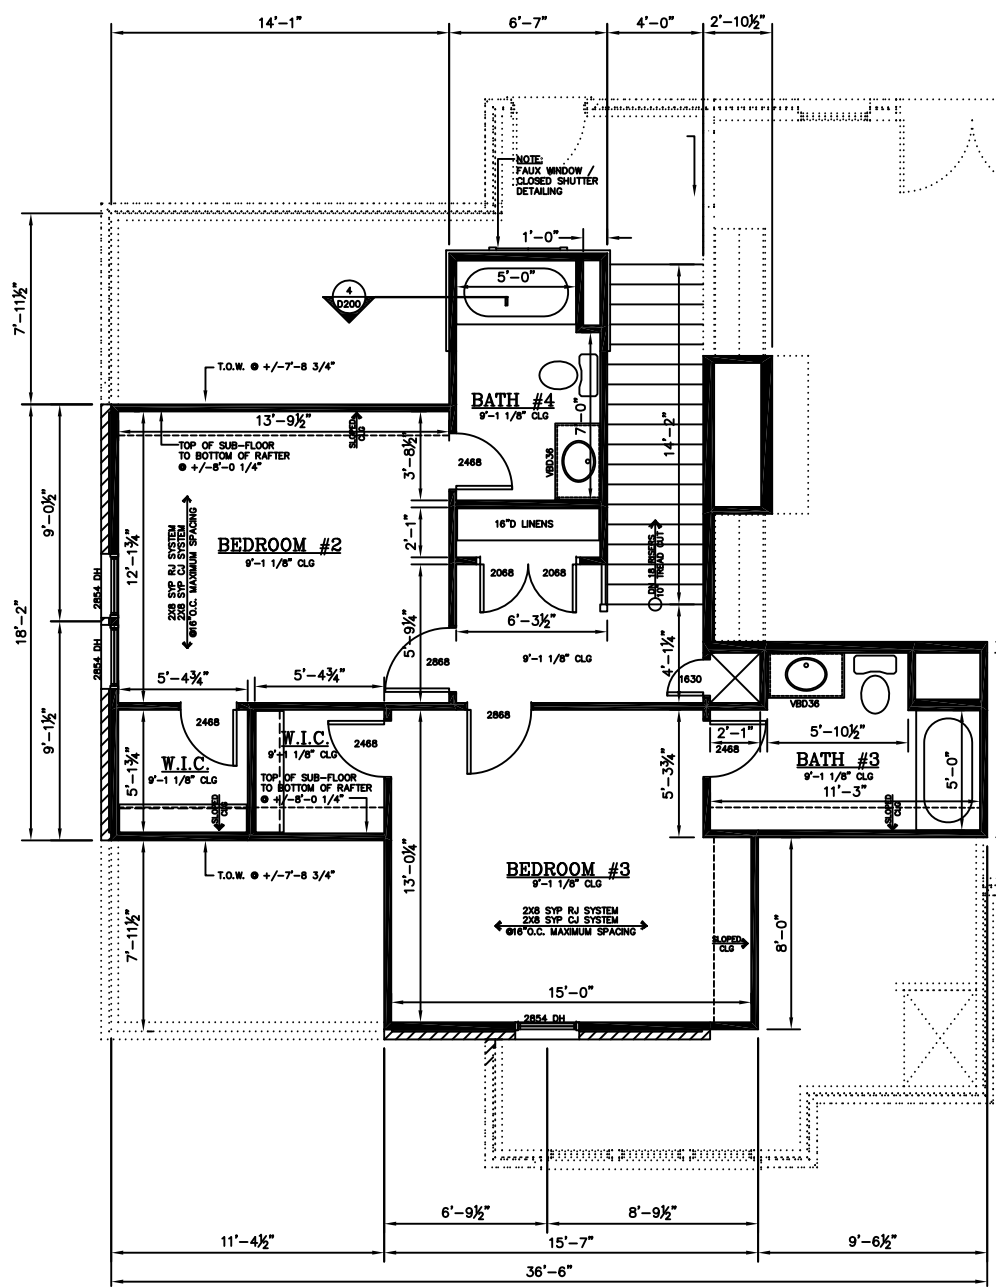 14'-1"
6'-7"
4'-0"
2'-10½"
NOTE:
FAUX WINDOW /
CLOSED SHUTTER
DETAILING
1'-0"
5'-0"
4
D200
7'-11½"
T.O.W. @ +/-7'-8 3/4"
BATH #4
9'-1 1/8" CLG
7'-0"
14'-2"
13'-9½"
SLOPED
CLG
TOP OF SUB-FLOOR
TO BOTTOM OF RAFTER
@ +/-8'-0 1/4"
3'-8½"
2468
VBD36
9'-0½"
2'-1"
16"D LINENS
BEDROOM #2
9'-1 1/8" CLG
12'-1¾"
2X8 SYP RJ SYSTEM
2X8 SYP CJ SYSTEM
@16"O.C. MAXIMUM SPACING
2068
2068
DN 18 RISERS
10" TREAD CUT
2854 DH
18'-2"
6'-3½"
5'-9¼"
4'-1¼"
9'-1 1/8" CLG
2868
2854 DH
5'-4¾"
5'-4¾"
1630
VBD36
9'-1½"
2468
2868
2468
W.I.C.
9'-1 1/8" CLG
W.I.C.
9'-1 1/8" CLG
2'-1"
2468
5'-10½"
BATH #3
9'-1 1/8" CLG
11'-3"
5'-0"
5'-1¾"
5'-3¾"
TOP OF SUB-FLOOR
TO BOTTOM OF RAFTER
@ +/-8'-0 1/4"
SLOPED
CLG
SLOPED
CLG
T.O.W. @ +/-7'-8 3/4"
BEDROOM #3
9'-1 1/8" CLG
13'-0¼"
2X8 SYP RJ SYSTEM
2X8 SYP CJ SYSTEM
@16"O.C. MAXIMUM SPACING
7'-11½"
SLOPED
CLG
8'-0"
15'-0"
2854 DH
6'-9½"
8'-9½"
11'-4½"
15'-7"
9'-6½"
36'-6"